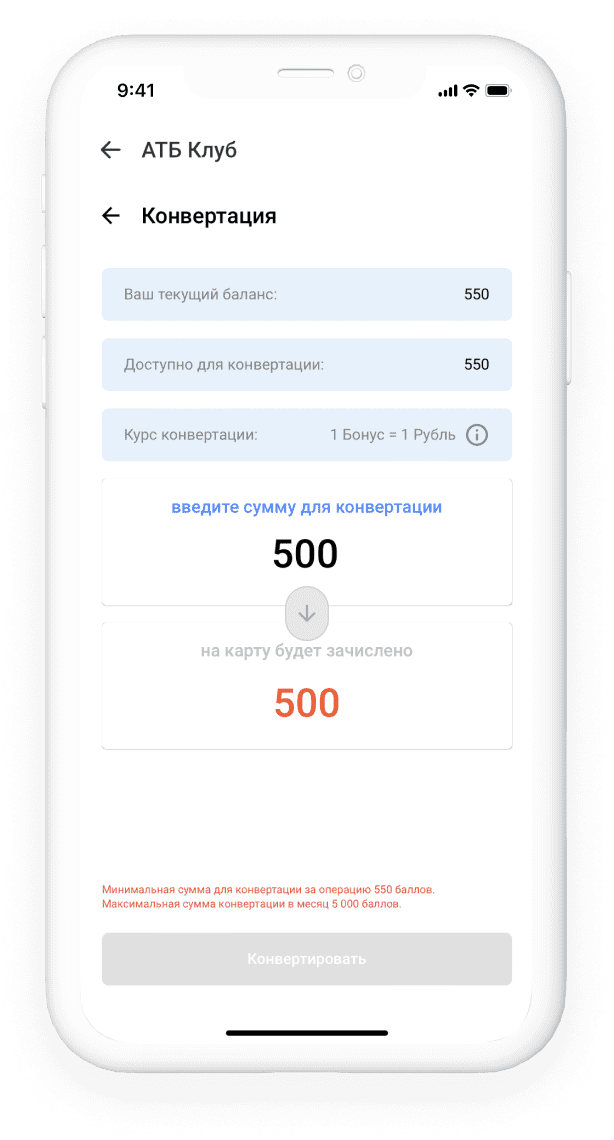 9:41
АТБ Клуб
Конвертация
Ваш текущий баланс: 550
Доступно для конвертации: 550
Курс конвертации: 1 Бонус = 1 Рубль
введите сумму для конвертации
500
на карту будет зачислено
500
Минимальная сумма для конвертации за операцию 550 баллов.
Максимальная сумма конвертации в месяц 5 000 баллов.
Конвертировать